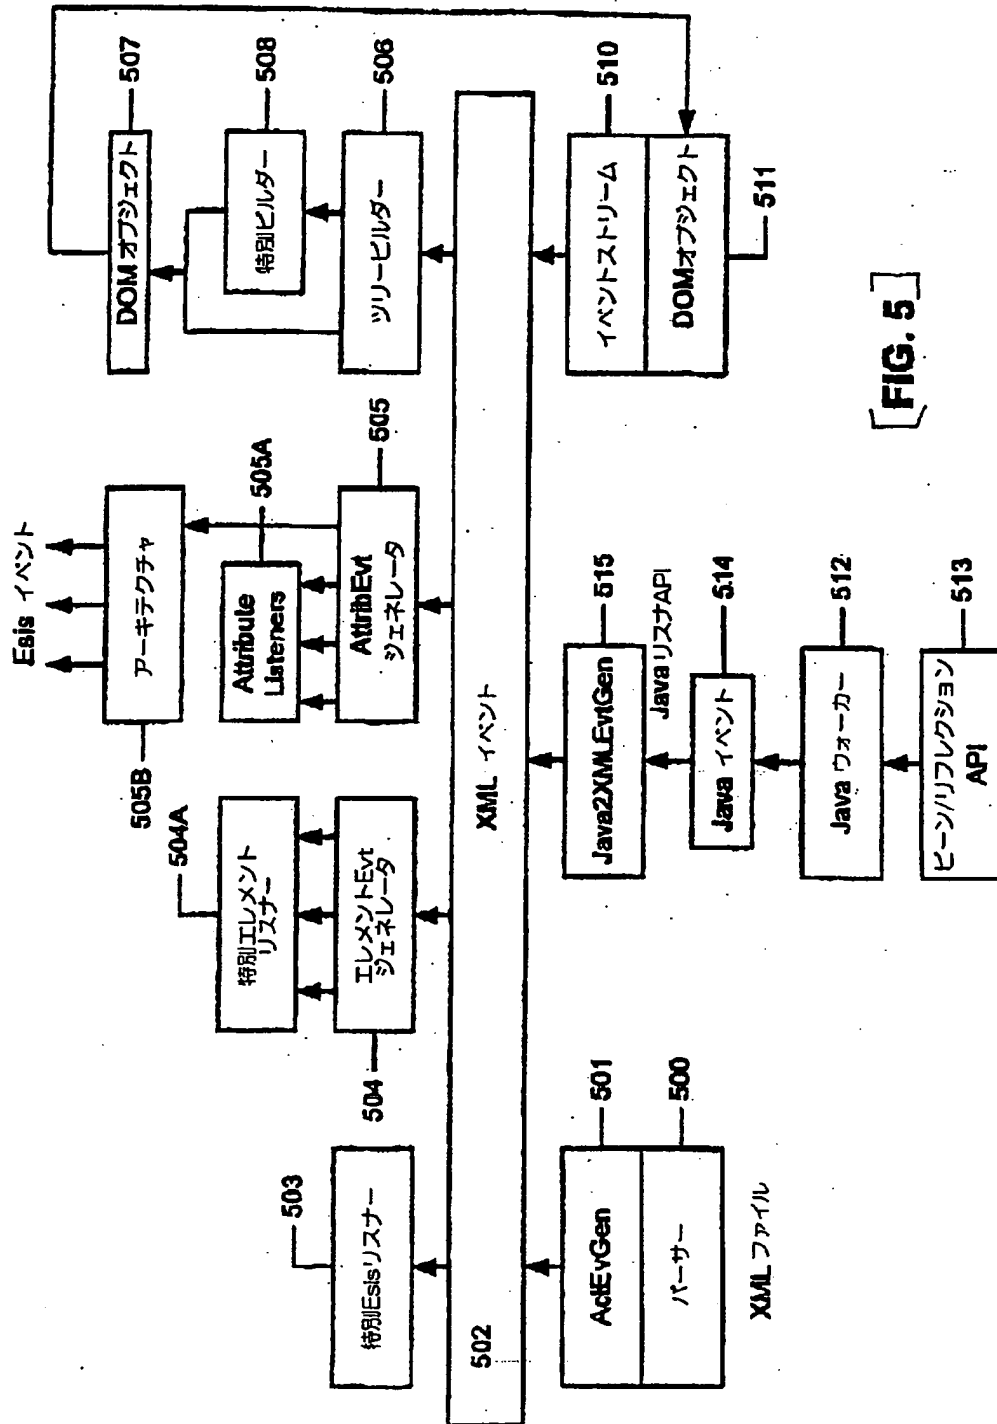 Esis イベント
アーキテクチャ
505B
Attribute
Listeners
505A
AttribEvt
ジェネレータ
505
DOMオブジェクト
507
特別ビルダー
508
ツリービルダー
506
特別エレメント
リスナー
504A
エレメントEvt
ジェネレータ
504
特別Esisリスナー
503
502
XML イベント
ActEvGen
501
パーサー
500
XML ファイル
Java2XMLEvtGen
515
Java リスナAPI
Java イベント
514
Java ウォーカー
512
ビーン/リフレクション
API
513
イベントストリーム
510
DOMオブジェクト
511
[FIG. 5]